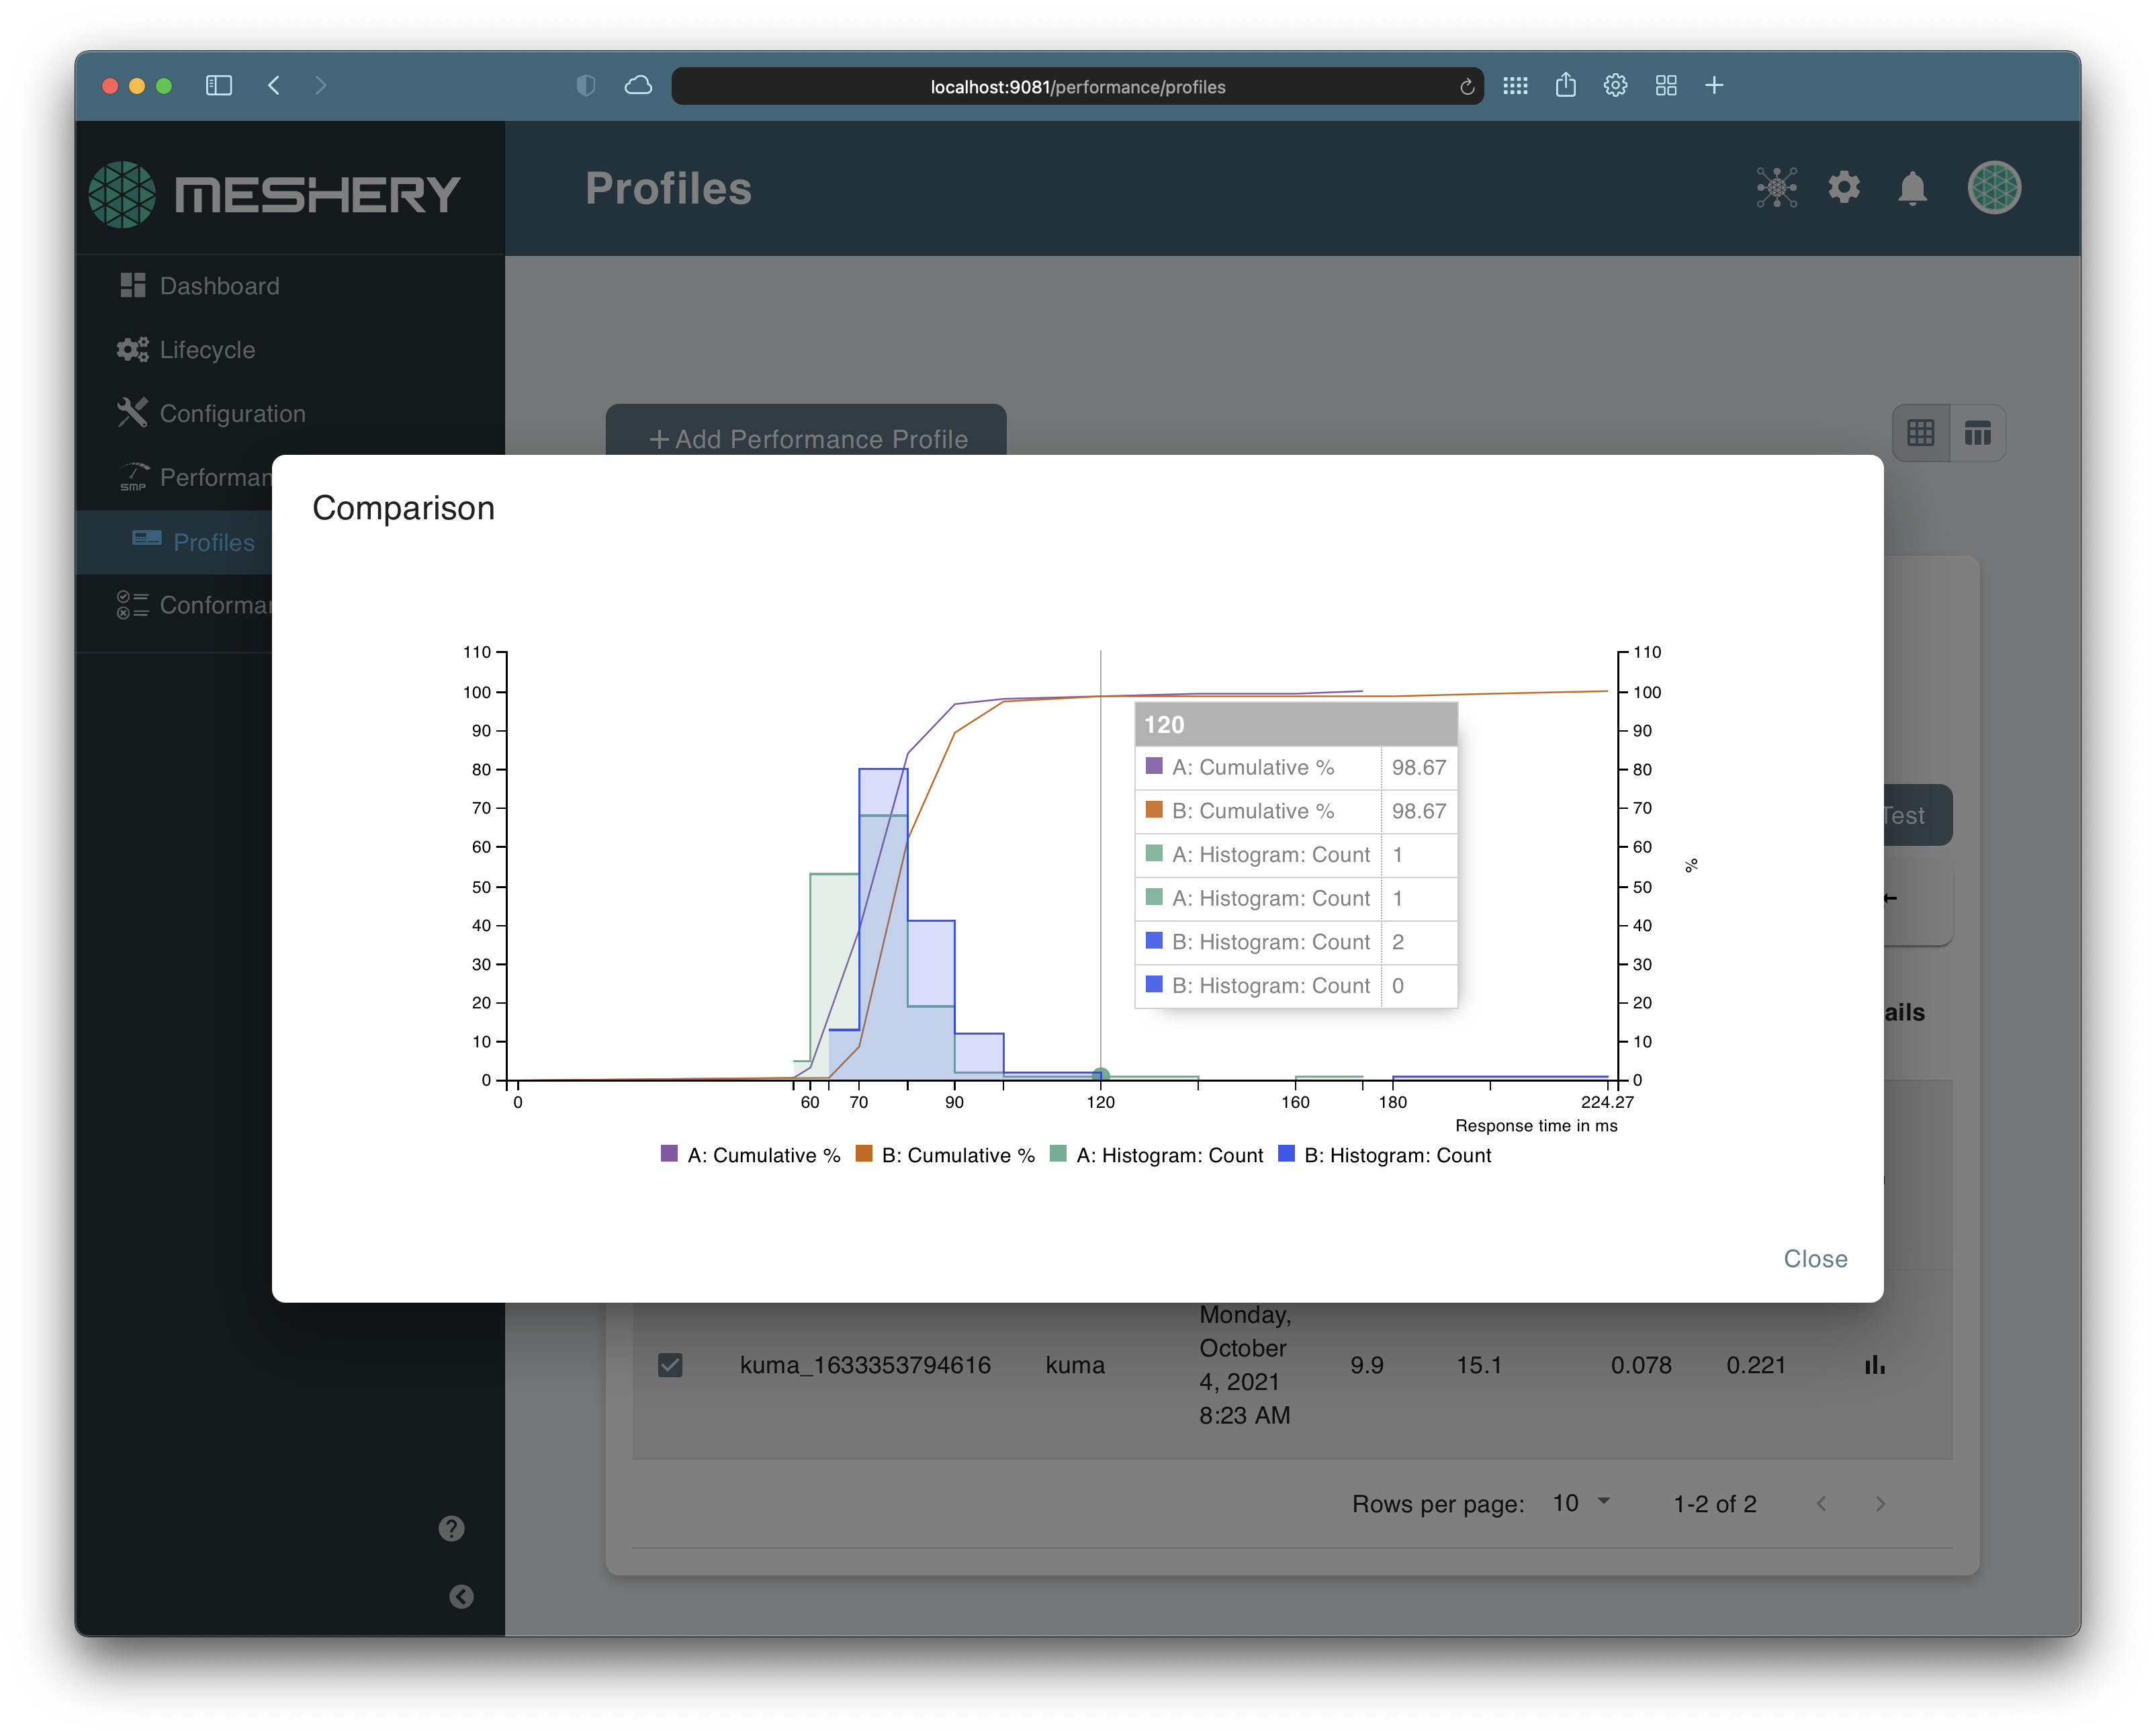 localhost:9081/performance/profiles
MESHERY
Profiles
Dashboard
Lifecycle
Configuration
SMP
Performan
Profiles
Conforma
+Add Performance Profile
Test
ails
Comparison
110
100
90
80
70
60
50
40
30
20
10
0
110
100
90
80
70
60
50
40
30
20
10
0
%
0 60 70 90 120 160 180 224.27
Response time in ms
120
A: Cumulative % 98.67
B: Cumulative % 98.67
A: Histogram: Count 1
A: Histogram: Count 1
B: Histogram: Count 2
B: Histogram: Count 0
A: Cumulative % B: Cumulative % A: Histogram: Count B: Histogram: Count
Close
kuma_1633353794616 kuma
Monday,
October
4, 2021
8:23 AM
9.9 15.1 0.078 0.221
Rows per page: 10 1-2 of 2